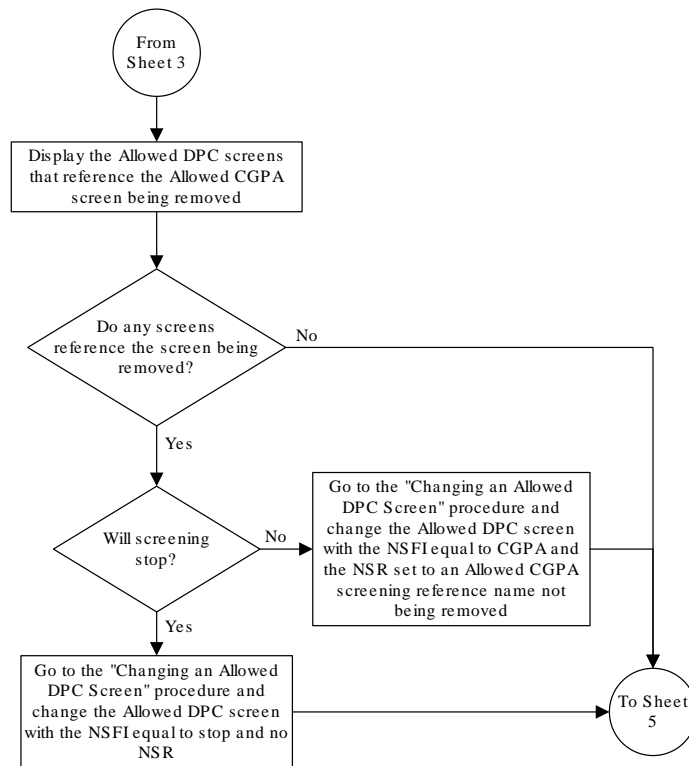 From
Sheet 3
Display the Allowed DPC screens
that reference the Allowed CGPA
screen being removed
Do any screens
reference the screen being
removed?
No
Yes
Will screening
stop?
No
Go to the "Changing an Allowed
DPC Screen" procedure and
change the Allowed DPC screen
with the NSFI equal to CGPA and
the NSR set to an Allowed CGPA
screening reference name not
being removed
Yes
Go to the "Changing an Allowed
DPC Screen" procedure and
change the Allowed DPC screen
with the NSFI equal to stop and no
NSR
To Sheet
5